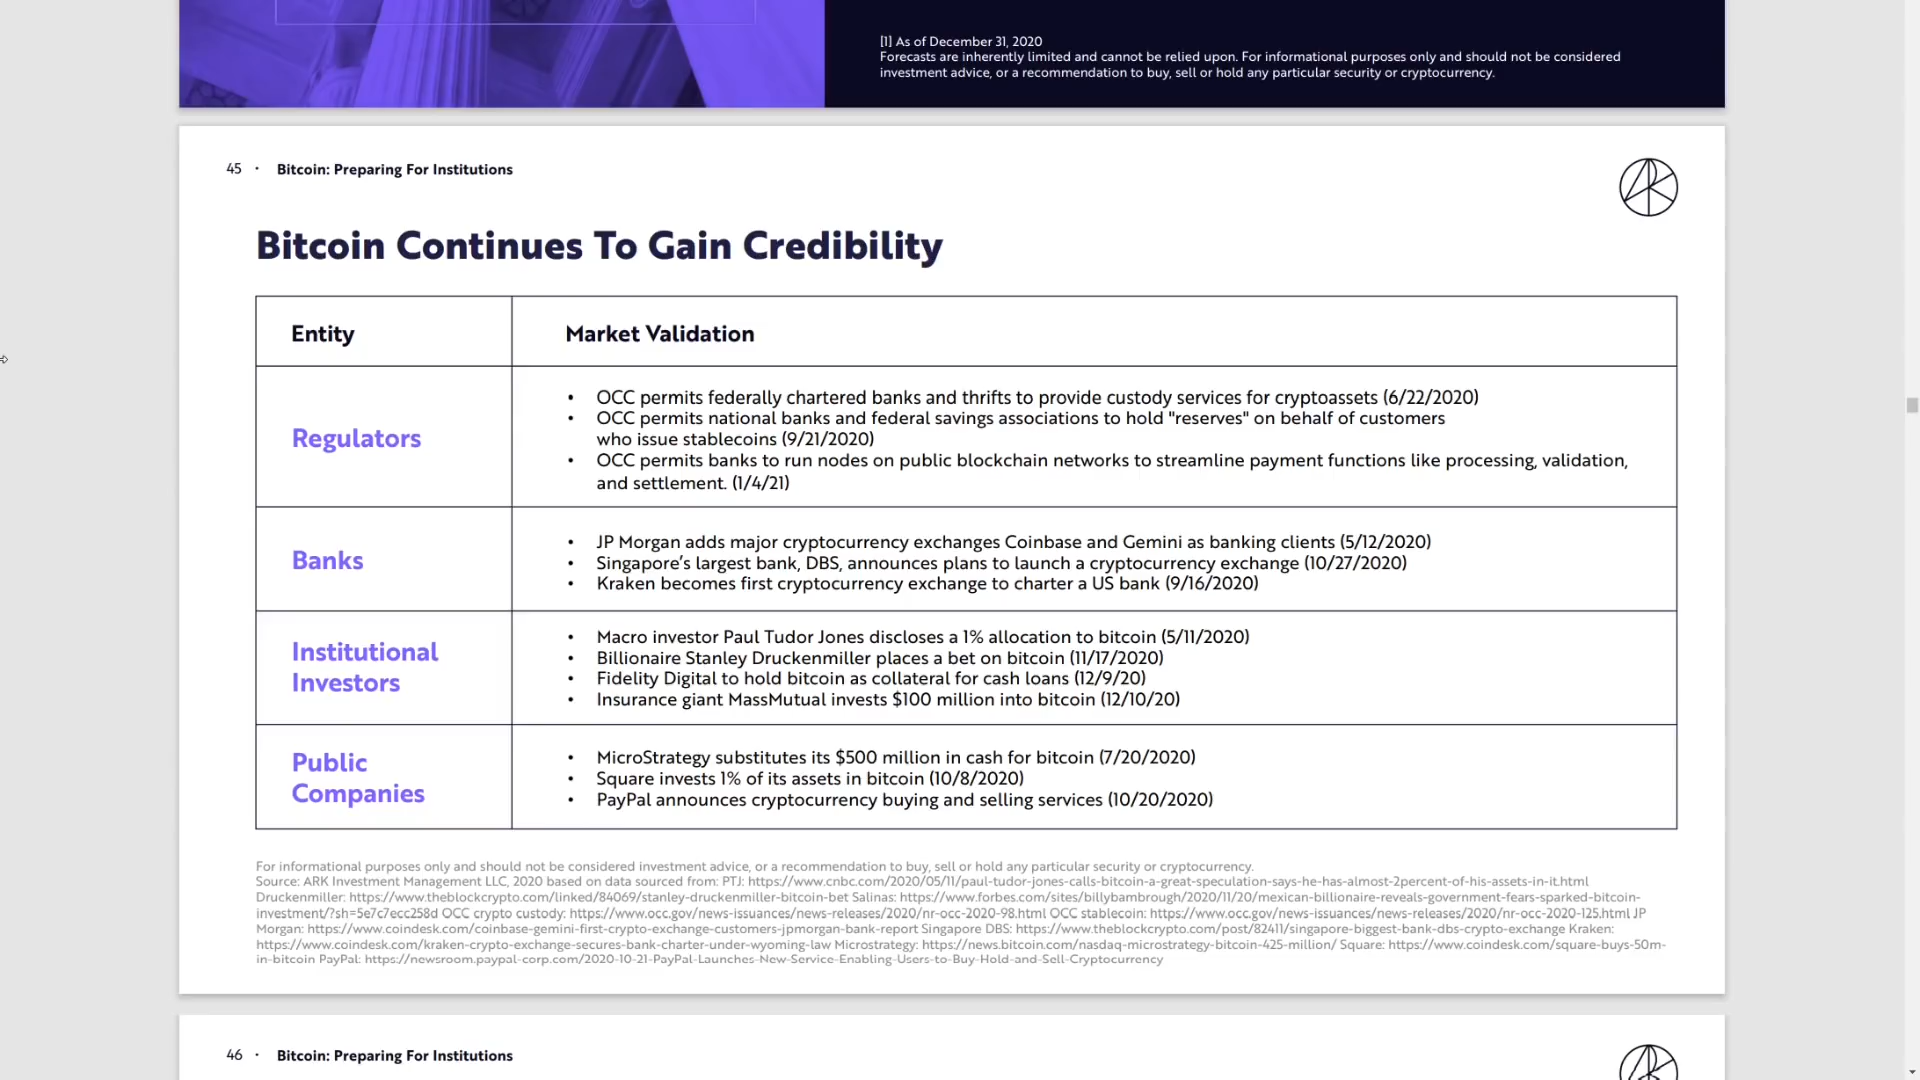 [1] As of December 31, 2020
Forecasts are inherently limited and cannot be relied upon. For informational purposes only and should not be considered
investment advice, or a recommendation to buy, sell or hold any particular security or cryptocurrency.
45 · Bitcoin: Preparing For Institutions
Bitcoin Continues To Gain Credibility
Entity
Market Validation
Regulators
• OCC permits federally chartered banks and thrifts to provide custody services for cryptoassets (6/22/2020)
• OCC permits national banks and federal savings associations to hold "reserves" on behalf of customers
who issue stablecoins (9/21/2020)
• OCC permits banks to run nodes on public blockchain networks to streamline payment functions like processing, validation,
and settlement. (1/4/21)
Banks
• JP Morgan adds major cryptocurrency exchanges Coinbase and Gemini as banking clients (5/12/2020)
• Singapore’s largest bank, DBS, announces plans to launch a cryptocurrency exchange (10/27/2020)
• Kraken becomes first cryptocurrency exchange to charter a US bank (9/16/2020)
Institutional
Investors
• Macro investor Paul Tudor Jones discloses a 1% allocation to bitcoin (5/11/2020)
• Billionaire Stanley Druckenmiller places a bet on bitcoin (11/17/2020)
• Fidelity Digital to hold bitcoin as collateral for cash loans (12/9/20)
• Insurance giant MassMutual invests $100 million into bitcoin (12/10/20)
Public
Companies
• MicroStrategy substitutes its $500 million in cash for bitcoin (7/20/2020)
• Square invests 1% of its assets in bitcoin (10/8/2020)
• PayPal announces cryptocurrency buying and selling services (10/20/2020)
For informational purposes only and should not be considered investment advice, or a recommendation to buy, sell or hold any particular security or cryptocurrency.
Source: ARK Investment Management LLC, 2020 based on data sourced from: PTJ: https://www.cnbc.com/2020/05/11/paul-tudor-jones-calls-bitcoin-a-great-speculation-says-he-has-almost-2percent-of-his-assets-in-it.html
Druckenmiller: https://www.theblockcrypto.com/linked/84069/stanley-druckenmiller-bitcoin-bet Salinas: https://www.forbes.com/sites/billybambrough/2020/11/20/mexican-billionaire-reveals-government-fears-sparked-bitcoin-
investment/?sh=5e7c7ecc258d OCC crypto custody: https://www.occ.gov/news-issuances/news-releases/2020/nr-occ-2020-98.html OCC stablecoin: https://www.occ.gov/news-issuances/news-releases/2020/nr-occ-2020-125.html JP
Morgan: https://www.coindesk.com/coinbase-gemini-first-crypto-exchange-customers-jpmorgan-bank-report Singapore DBS: https://www.theblockcrypto.com/post/82411/singapore-biggest-bank-dbs-crypto-exchange Kraken:
https://www.coindesk.com/kraken-crypto-exchange-secures-bank-charter-under-wyoming-law Microstrategy: https://news.bitcoin.com/nasdaq-microstrategy-bitcoin-425-million/ Square: https://www.coindesk.com/square-buys-50m-
in-bitcoin PayPal: https://newsroom.paypal-corp.com/2020-10-21-PayPal-Launches-New-Service-Enabling-Users-to-Buy-Hold-and-Sell-Cryptocurrency
46 · Bitcoin: Preparing For Institutions